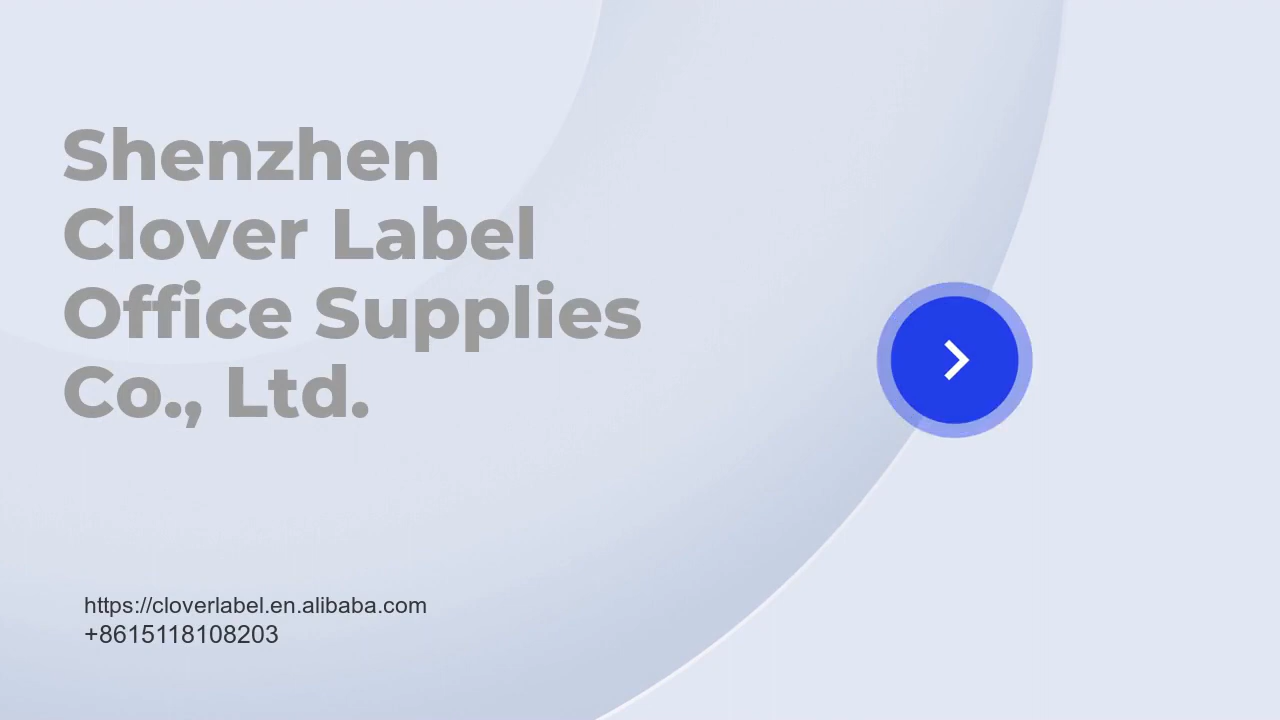 Shenzhen
Clover Label
Office Supplies
Co., Ltd.
https://cloverlabel.en.alibaba.com
+8615118108203